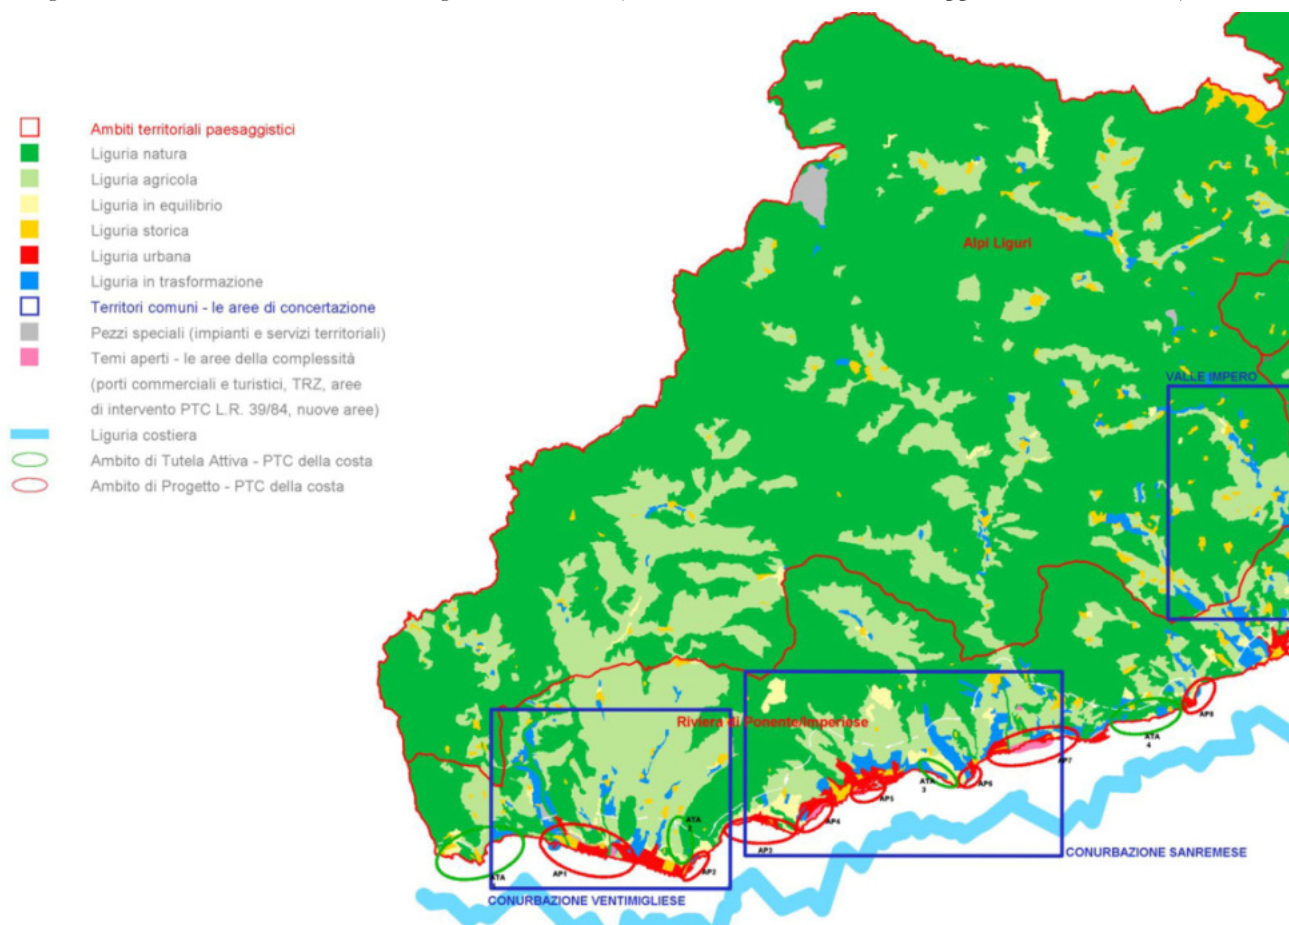 Ambiti territoriali paesaggistici
Liguria natura
Liguria agricola
Liguria in equilibrio
Liguria storica
Liguria urbana
Liguria in trasformazione
Territori comuni - le aree di concertazione
Pezzi speciali (impianti e servizi territoriali)
Temi aperti - le aree della complessità
(porti commerciali e turistici, TRZ, aree
di intervento PTC L.R. 39/84, nuove aree)
Liguria costiera
Ambito di Tutela Attiva - PTC della costa
Ambito di Progetto - PTC della costa
Alpi Liguri
VALLE IMPERO
Riviera di Ponente/Imperiese
AP8
ATA
4
AP7
ATA
3
AP6
AP5
AP4
ATA
2
AP3
AP2
AP1
ATA
CONURBAZIONE SANREMESE
CONURBAZIONE VENTIMIGLIESE